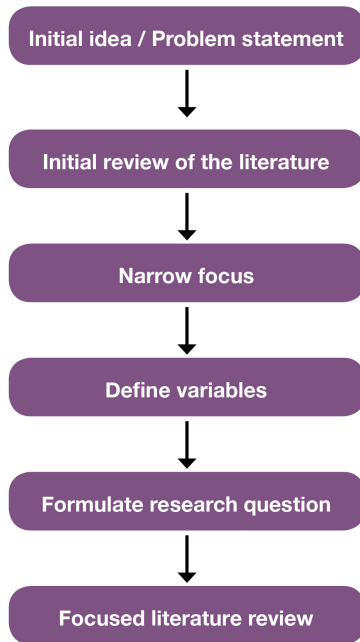 Initial idea / Problem statement
Initial review of the literature
Narrow focus
Define variables
Formulate research question
Focused literature review